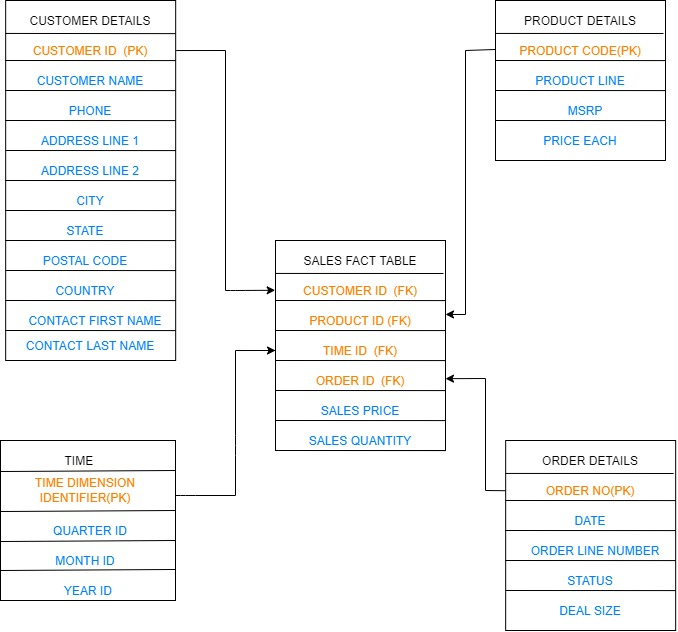 CUSTOMER DETAILS
CUSTOMER ID (PK)
CUSTOMER NAME
PHONE
ADDRESS LINE 1
ADDRESS LINE 2
CITY
STATE
POSTAL CODE
COUNTRY
CONTACT FIRST NAME
CONTACT LAST NAME
PRODUCT DETAILS
PRODUCT CODE(PK)
PRODUCT LINE
MSRP
PRICE EACH
SALES FACT TABLE
CUSTOMER ID (FK)
PRODUCT ID (FK)
TIME ID (FK)
ORDER ID (FK)
SALES PRICE
SALES QUANTITY
TIME
TIME DIMENSION
IDENTIFIER(PK)
QUARTER ID
MONTH ID
YEAR ID
ORDER DETAILS
ORDER NO(PK)
DATE
ORDER LINE NUMBER
STATUS
DEAL SIZE